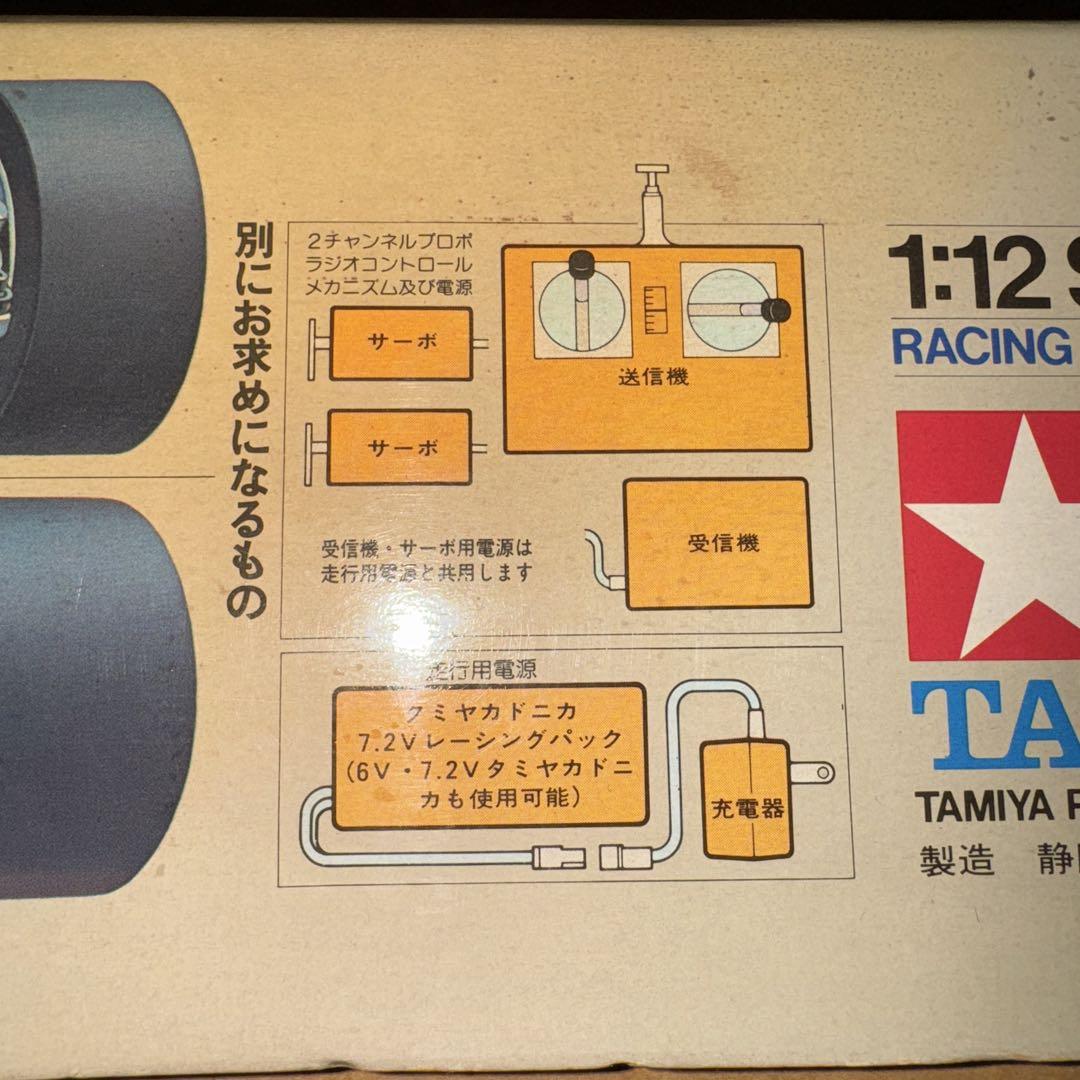 別にお求めになるもの
2チャンネルプロポ
ラジオコントロール
メカニズム及び電源
サーボ
サーボ
送信機
受信機
受信機・サーボ用電源は
走行用電源と共用します
走行用電源
タミヤカドニカ
7.2Vレーシングパック
(6V・7.2Vタミヤカドニ
カも使用可能)
充電器
1:12 S
RACING
TA
TAMIYA P
製造 静